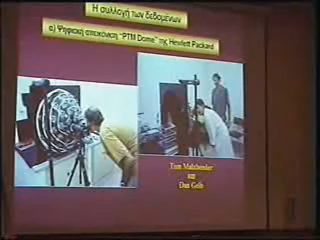 Η συλλογή των δεδομένων
α) Ψηφιακή απεικόνιση "PTM Dome" της Hewlett Packard
Tom Malzbender
και
Dan Gelb